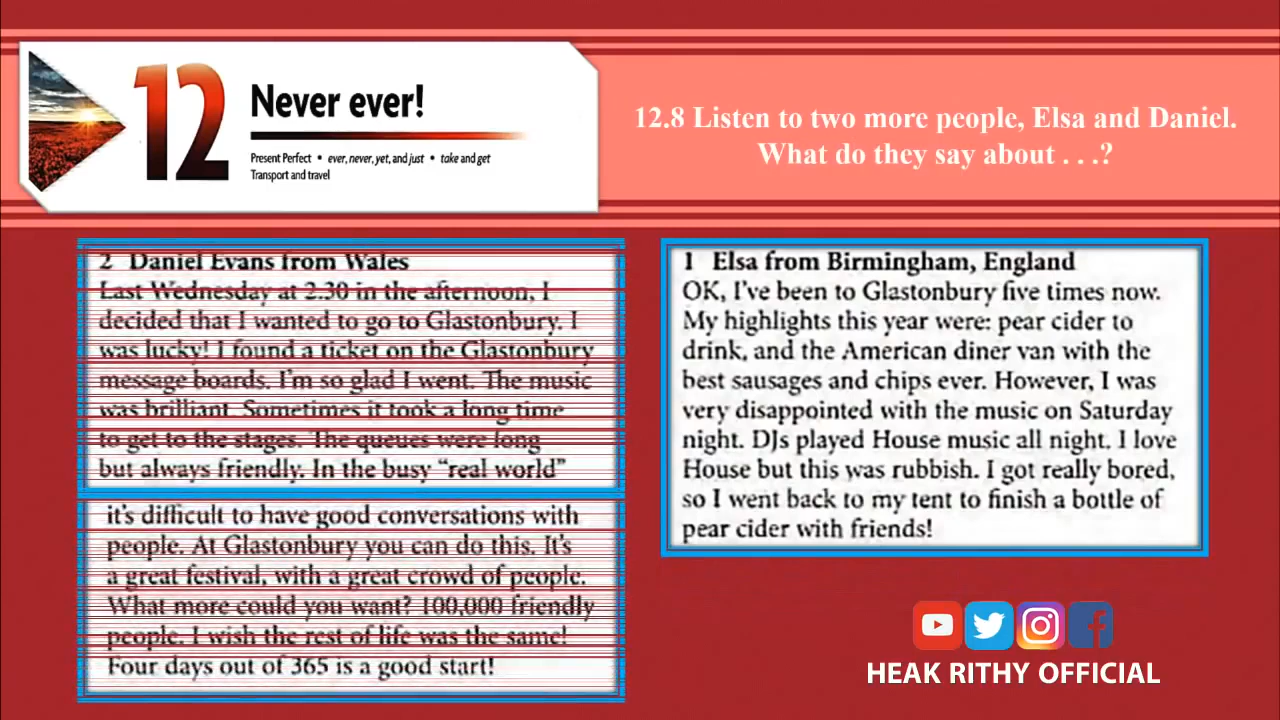 12 Never ever!
Present Perfect • ever, never, yet, and just • take and get
Transport and travel
12.8 Listen to two more people, Elsa and Daniel.
What do they say about . . .?
2 Daniel Evans from Wales
Last Wednesday at 2.30 in the afternoon, I
decided that I wanted to go to Glastonbury. I
was lucky! I found a ticket on the Glastonbury
message boards. I'm so glad I went. The music
was brilliant. Sometimes it took a long time
to get to the stages. The queues were long
but always friendly. In the busy “real world”
it's difficult to have good conversations with
people. At Glastonbury you can do this. It's
a great festival, with a great crowd of people.
What more could you want? 100,000 friendly
people. I wish the rest of life was the same!
Four days out of 365 is a good start!
1 Elsa from Birmingham, England
OK, I've been to Glastonbury five times now.
My highlights this year were: pear cider to
drink, and the American diner van with the
best sausages and chips ever. However, I was
very disappointed with the music on Saturday
night. DJs played House music all night. I love
House but this was rubbish. I got really bored,
so I went back to my tent to finish a bottle of
pear cider with friends!
HEAK RITHY OFFICIAL